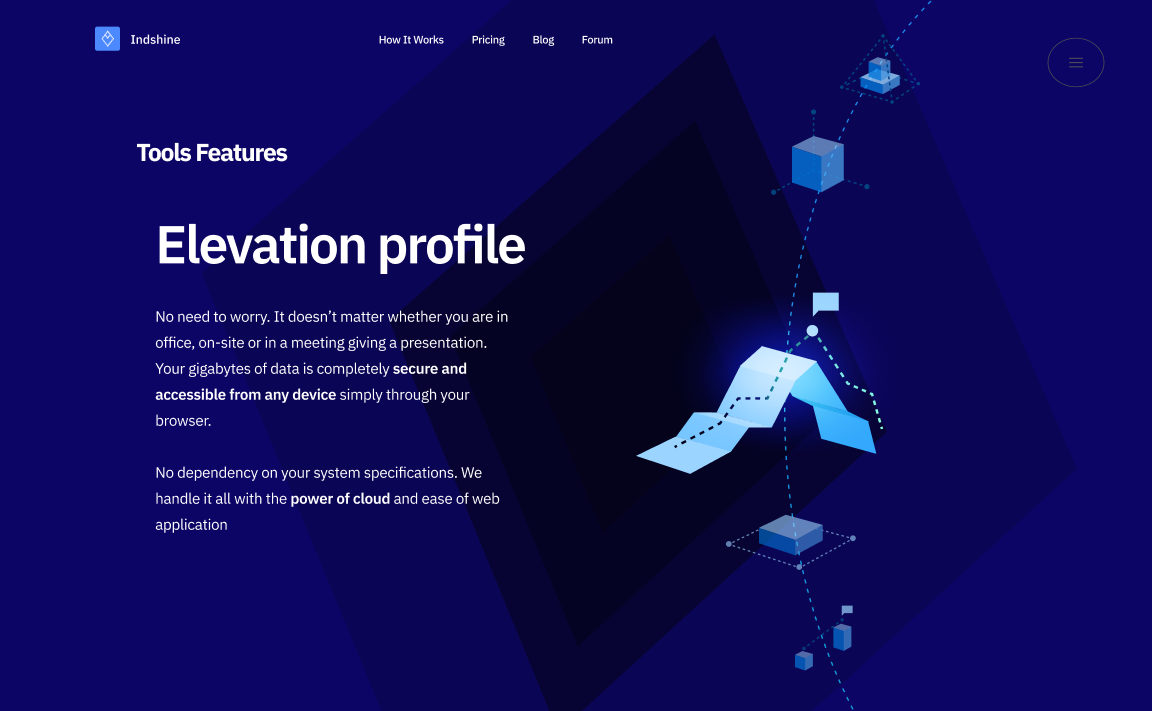 Indshine
How It Works
Pricing
Blog
Forum
Tools Features
Elevation profile
No need to worry. It doesn’t matter whether you are in
office, on-site or in a meeting giving a presentation.
Your gigabytes of data is completely secure and
accessible from any device simply through your
browser.
No dependency on your system specifications. We
handle it all with the power of cloud and ease of web
application